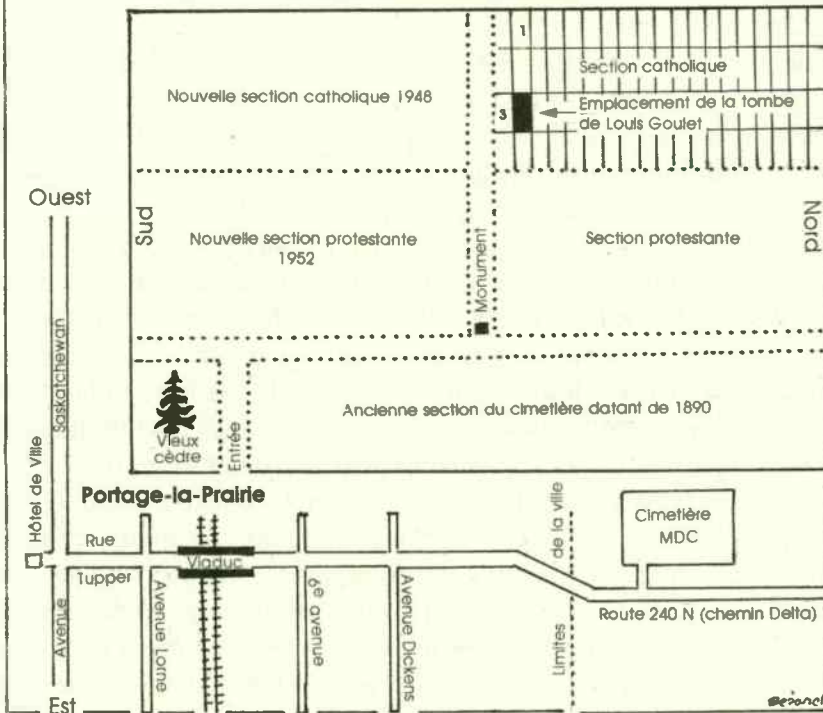 1
Section catholique
Nouvelle section catholique 1948
3
Emplacement de la tombe
de Louis Goulet
Ouest
Sud
Nord
Nouvelle section protestante
1952
Monument
Section protestante
Saskatchewan
Vieux
cèdre
Entrée
Ancienne section du cimetière datant de 1890
Hôtel de Ville
Portage-la-Prairie
Rue
Tupper
Viaduc
Avenue
Avenue Lorne
6e avenue
Avenue Dickens
Limites
de la ville
Cimetière
MDC
Route 240 N (chemin Delta)
Est